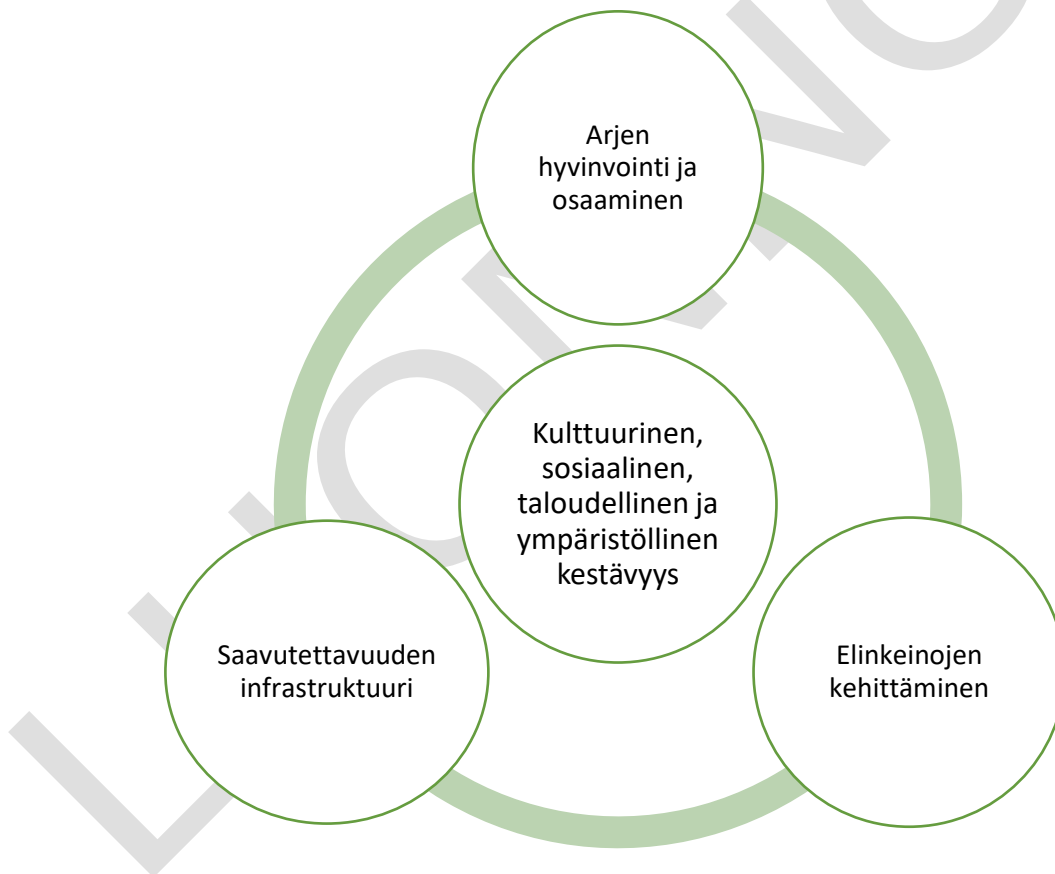 Arjen
hyvinvointi ja
osaaminen
Kulttuurinen,
sosiaalinen,
taloudellinen ja
ympäristöllinen
kestävyys
Saavutettavuuden
infrastruktuuri
Elinkeinojen
kehittäminen